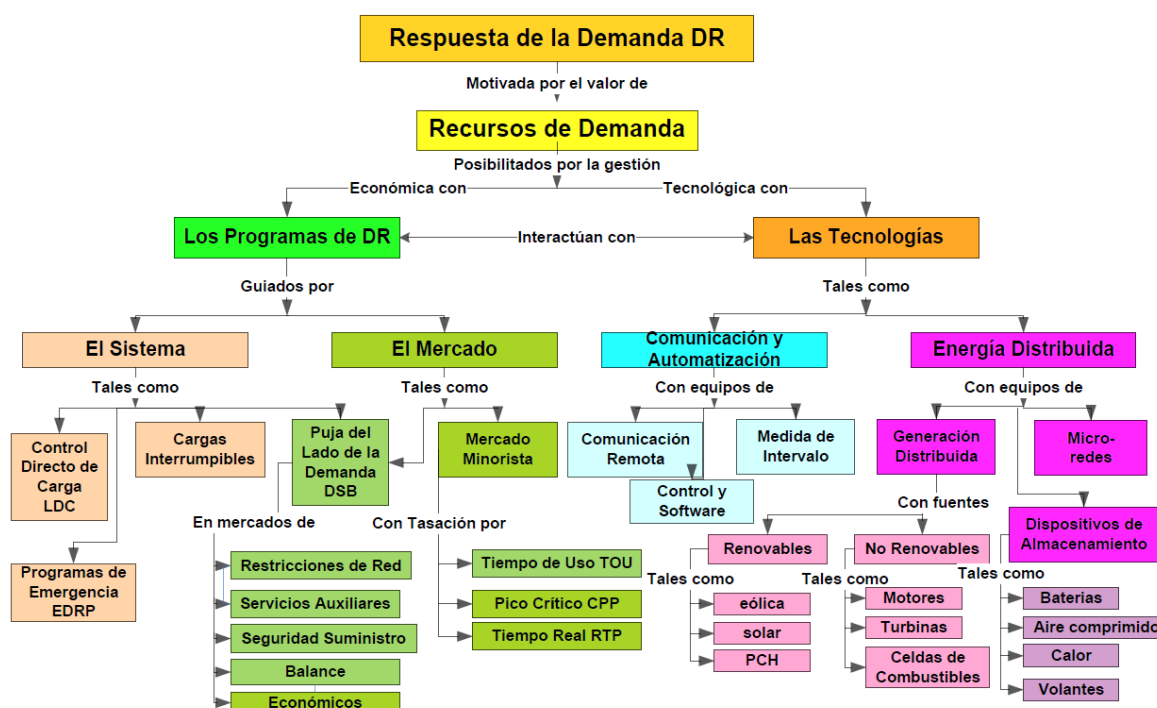 Respuesta de la Demanda DR
Motivada por el valor de
Recursos de Demanda
Posibilitados por la gestión
Económica con
Tecnológica con
Los Programas de DR
Interactúan con
Las Tecnologías
Guiados por
Tales como
El Sistema
El Mercado
Comunicación y
Automatización
Energía Distribuida
Tales como
Tales como
Con equipos de
Con equipos de
Control
Directo de
Carga
LDC
Cargas
Interrumpibles
Puja del
Lado de la
Demanda
DSB
Mercado
Minorista
Comunicación
Remota
Medida de
Intervalo
Generación
Distribuida
Micro-
redes
Control y
Software
Con fuentes
En mercados de
Con Tasación por
Dispositivos de
Almacenamiento
Renovables
No Renovables
Programas de
Emergencia
EDRP
Restricciones de Red
Servicios Auxiliares
Seguridad Suministro
Balance
Económicos
Tiempo de Uso TOU
Pico Crítico CPP
Tiempo Real RTP
Tales como
eólica
solar
PCH
Tales como
Motores
Turbinas
Celdas de
Combustibles
Tales como
Baterias
Aire comprimido
Calor
Volantes